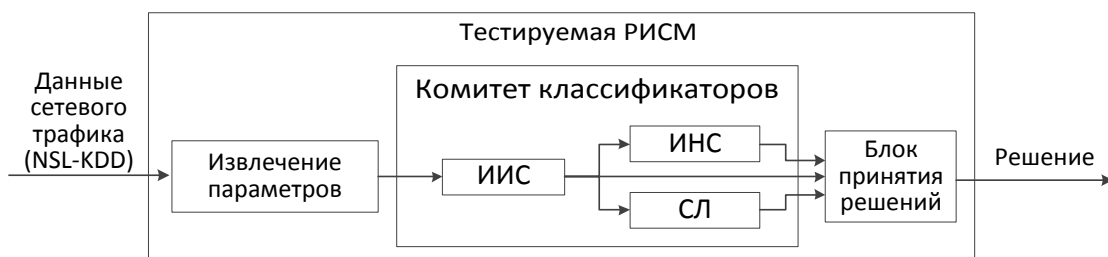 Тестируемая РИСМ
Данные
сетевого
трафика
(NSL-KDD)
Комитет классификаторов
Извлечение
параметров
ИИС
ИНС
СЛ
Блок
принятия
решений
Решение